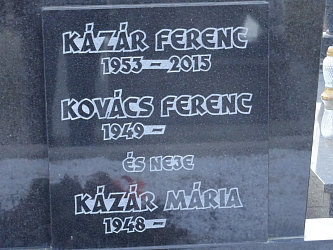 KÁZÁR FERENC
1953 – 2015
KOVÁCS FERENC
1949 –
ÉS NEJE
KÁZÁR MÁRIA
1948 –